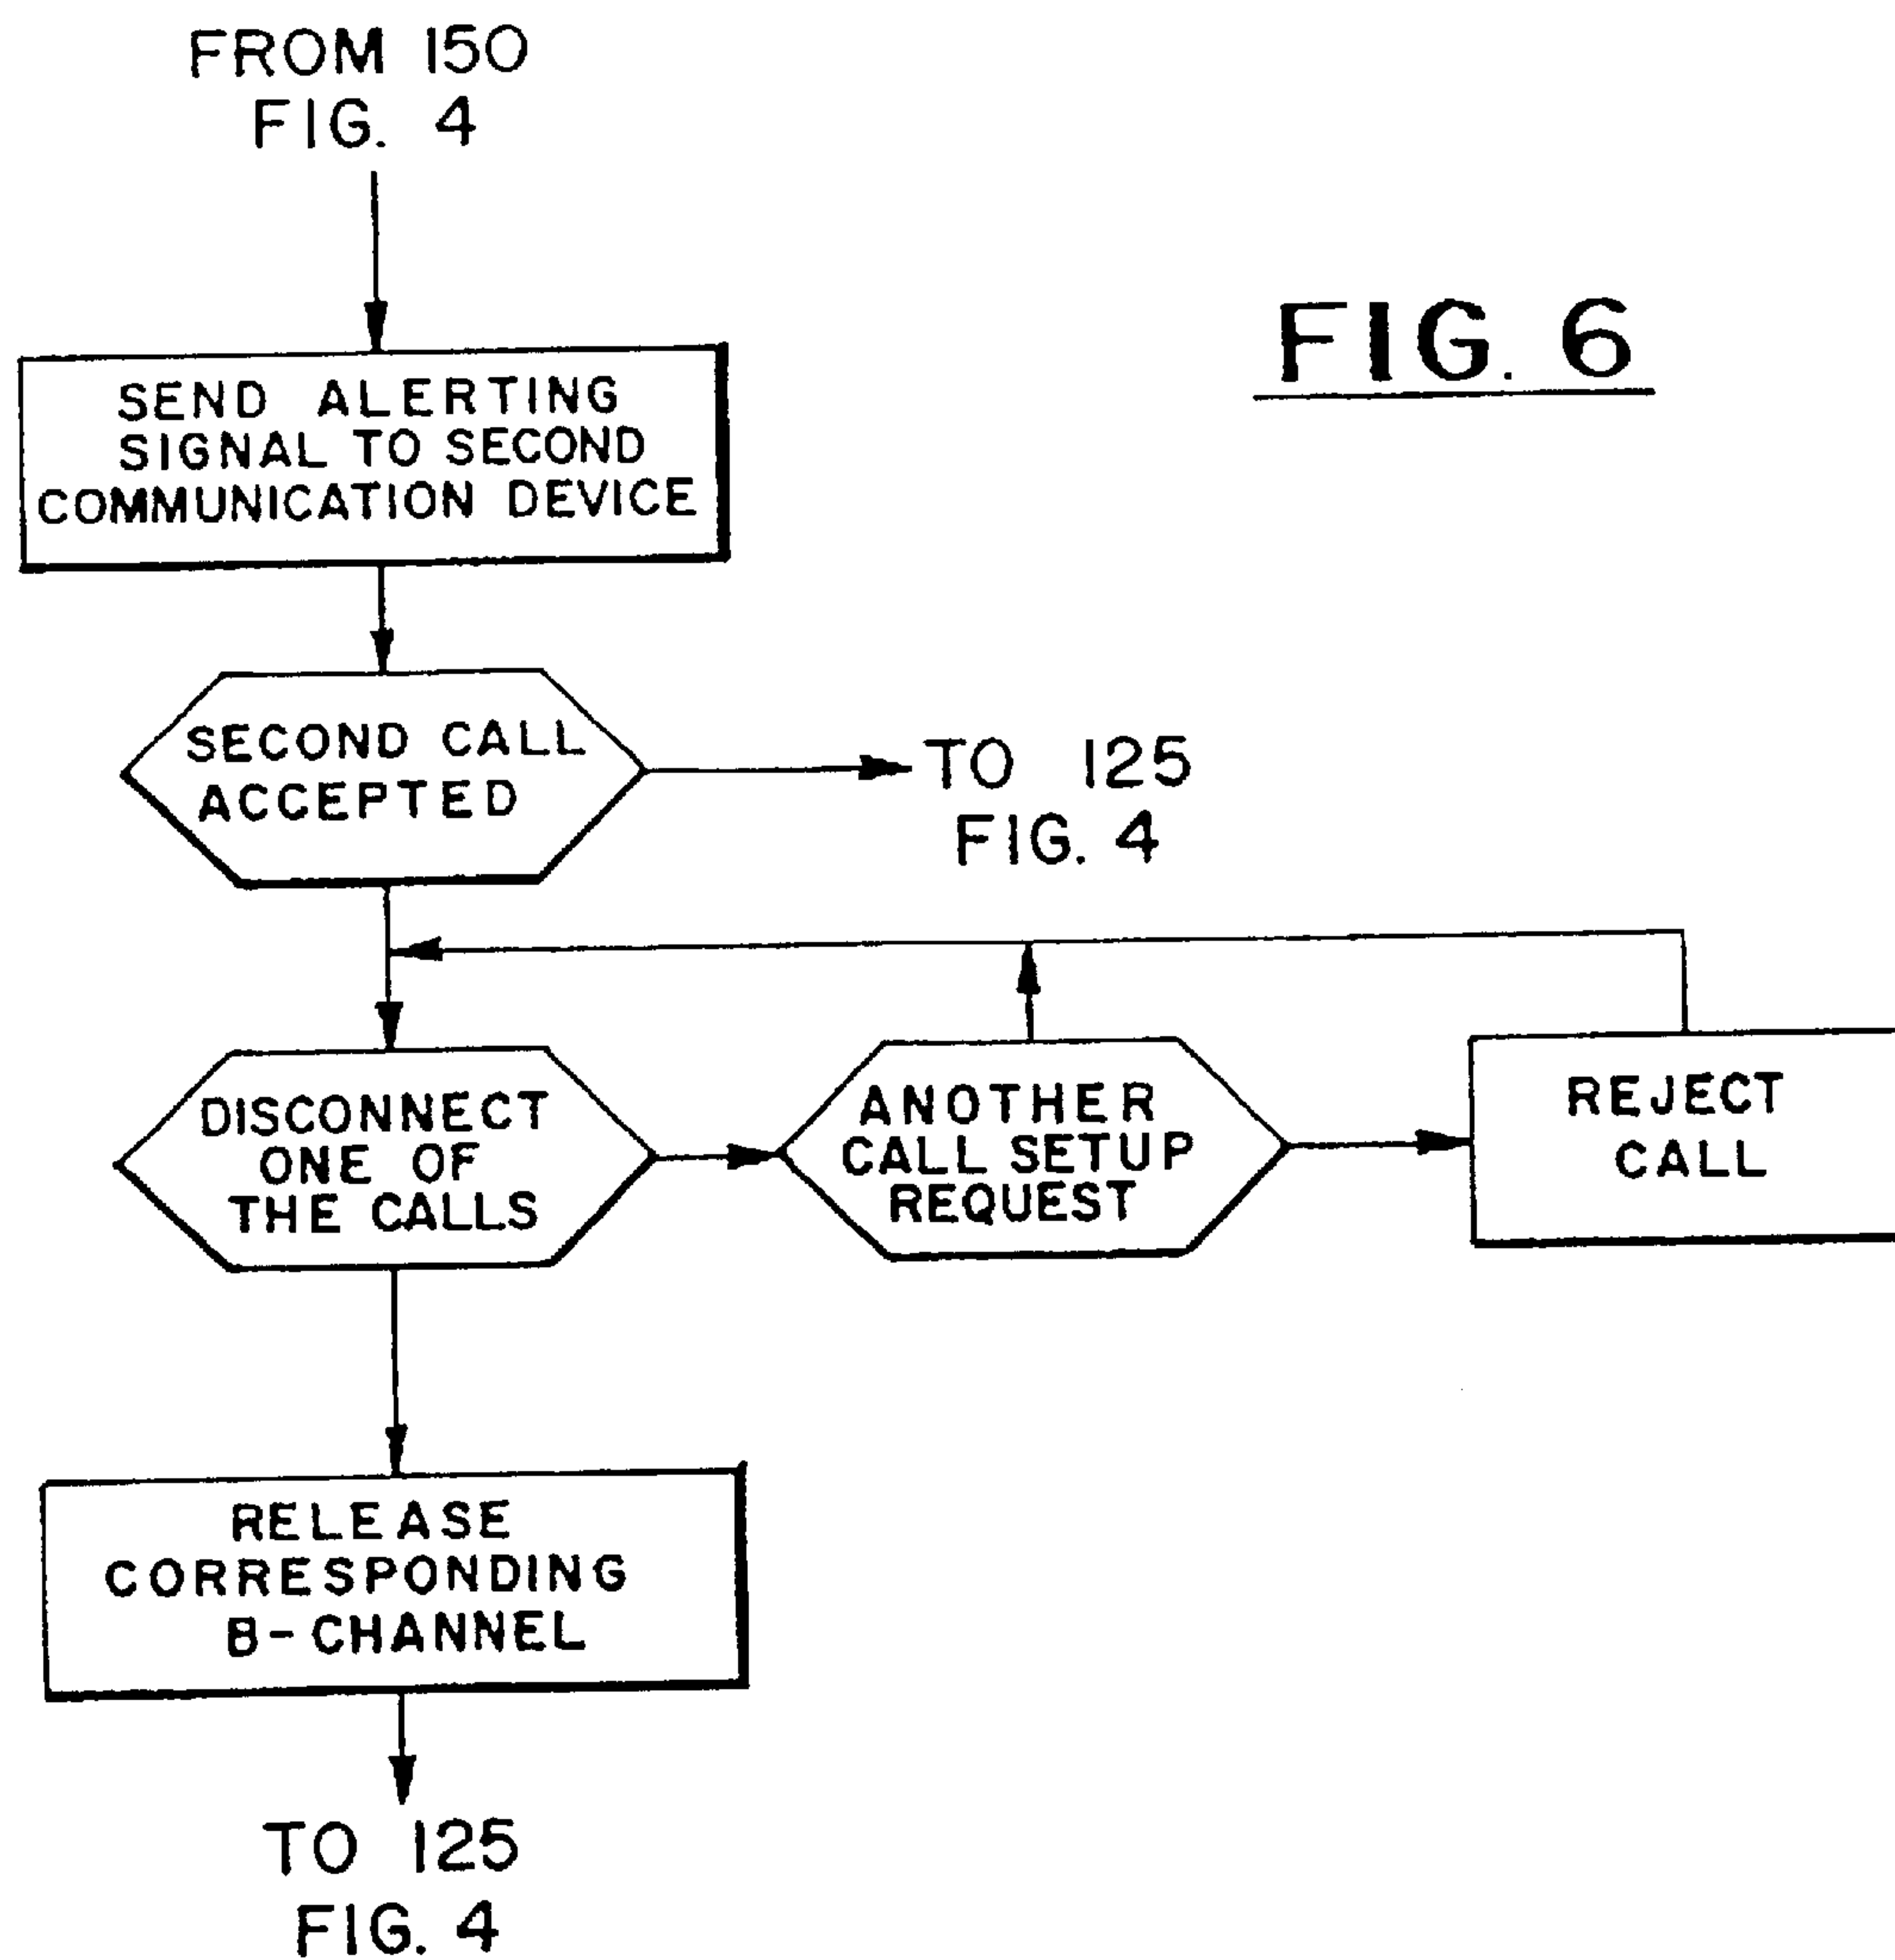 FROM 150
FIG. 4
FIG. 6
SEND ALERTING
SIGNAL TO SECOND
COMMUNICATION DEVICE
SECOND CALL
ACCEPTED
TO 125
FIG. 4
DISCONNECT
ONE OF
THE CALLS
ANOTHER
CALL SETUP
REQUEST
REJECT
CALL
RELEASE
CORRESPONDING
B-CHANNEL
TO 125
FIG. 4